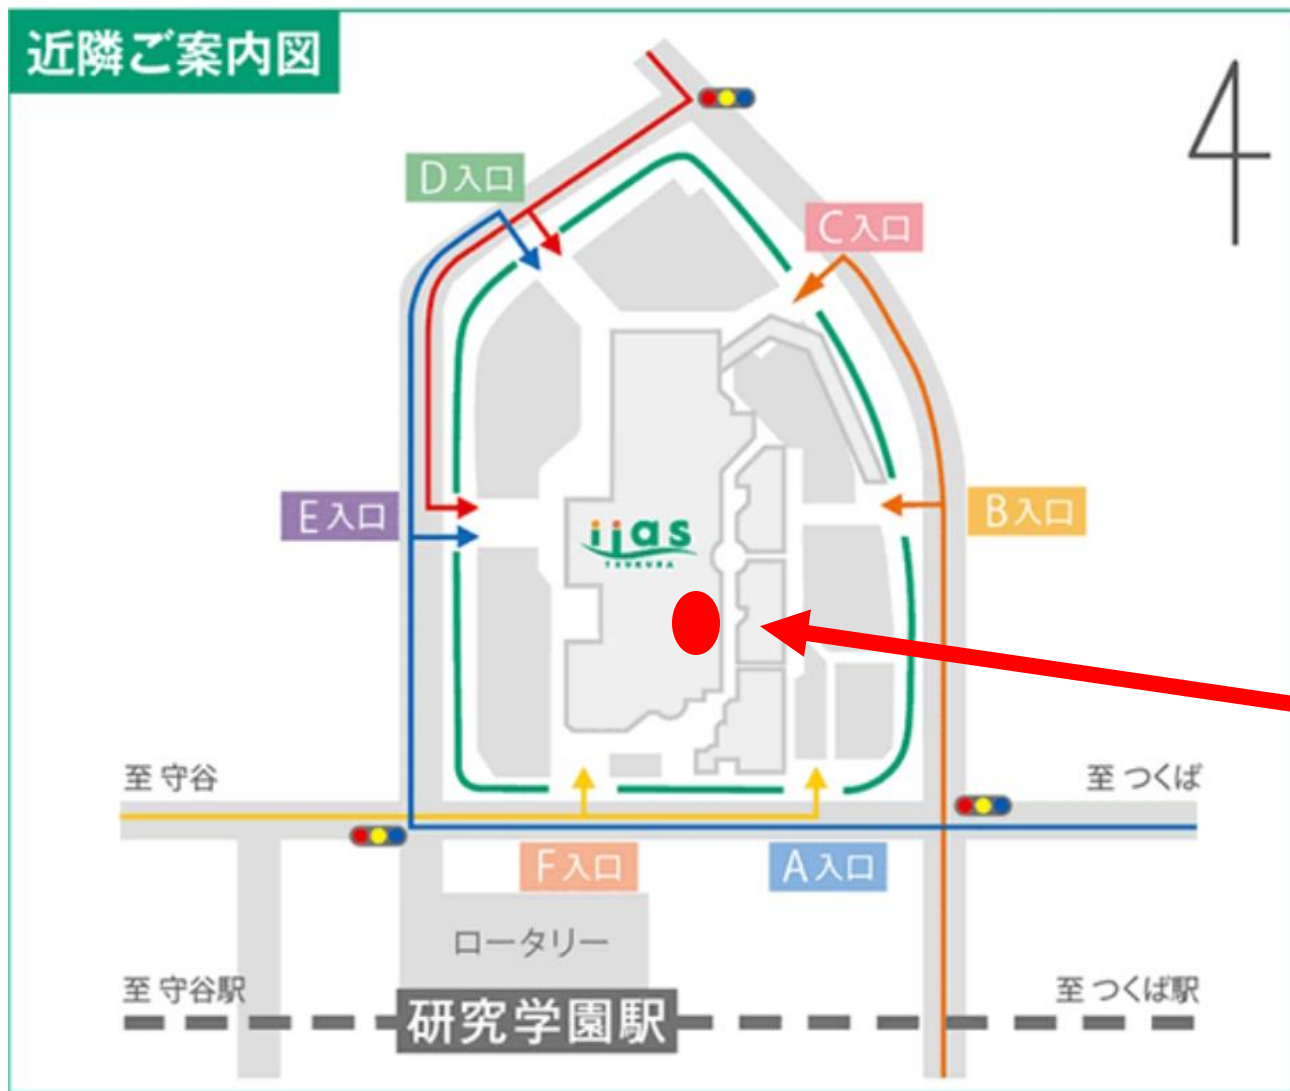 近隣ご案内図
D入口
C入口
E入口
B入口
iias
TSUKUBA
至 守谷
至 つくば
F入口
A入口
ロータリー
至 守谷駅
至 つくば駅
研究学園駅